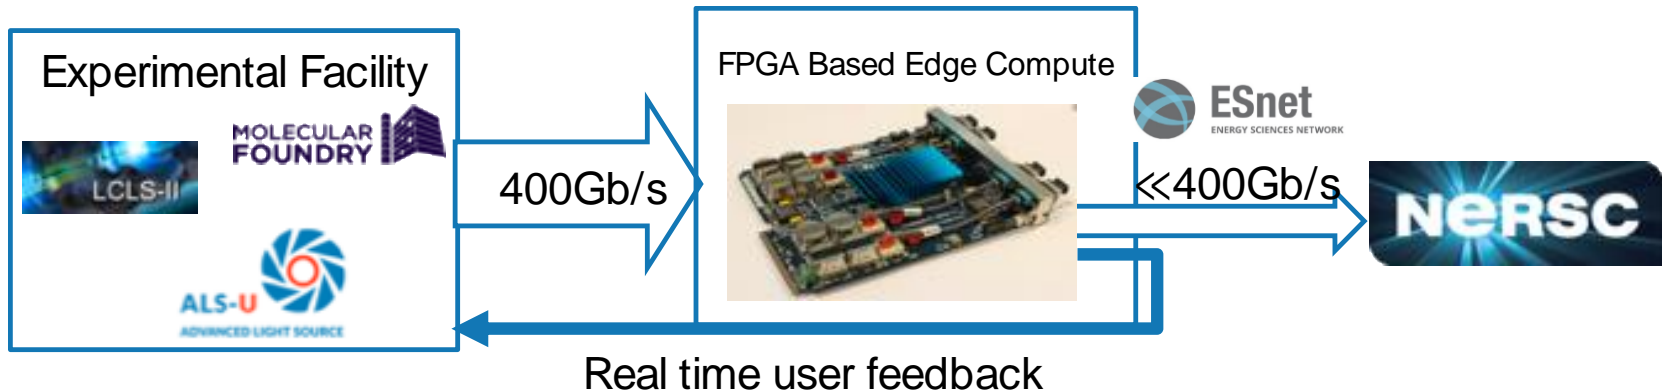 Experimental Facility
MOLECULAR
FOUNDRY
LCLS-II
ALS-U
ADVANCED LIGHT SOURCE
400Gb/s
FPGA Based Edge Compute
ESnet
ENERGY SCIENCES NETWORK
≪400Gb/s
NERSC
Real time user feedback